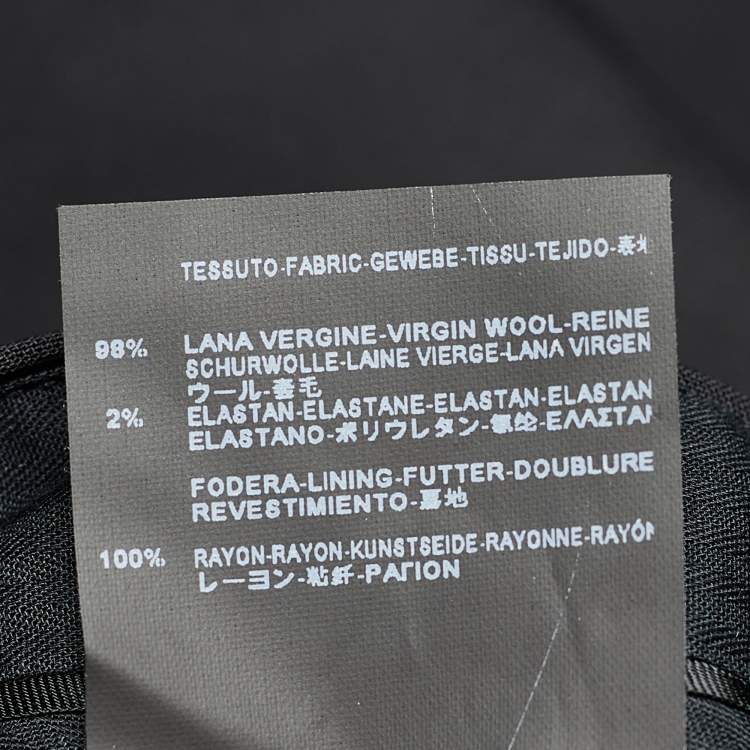 TESSUTO-FABRIC-GEWEBE-TISSU-TEJIDO-表
98% LANA VERGINE-VIRGIN WOOL-REINE
SCHURWOLLE-LAINE VIERGE-LANA VIRGEN
ウール-毛
2% ELASTAN-ELASTANE-ELASTAN-ELASTAN
ELASTANO-ポリウレタン-氨纶-ΕΛΑΣΤΑΝ
FODERA-LINING-FUTTER-DOUBLURE
REVESTIMIENTO-裏地
100% RAYON-RAYON-KUNSTSEIDE-RAYONNE-RAYÓN
レーヨン-粘纤-ΡΑΓΙΟΝ